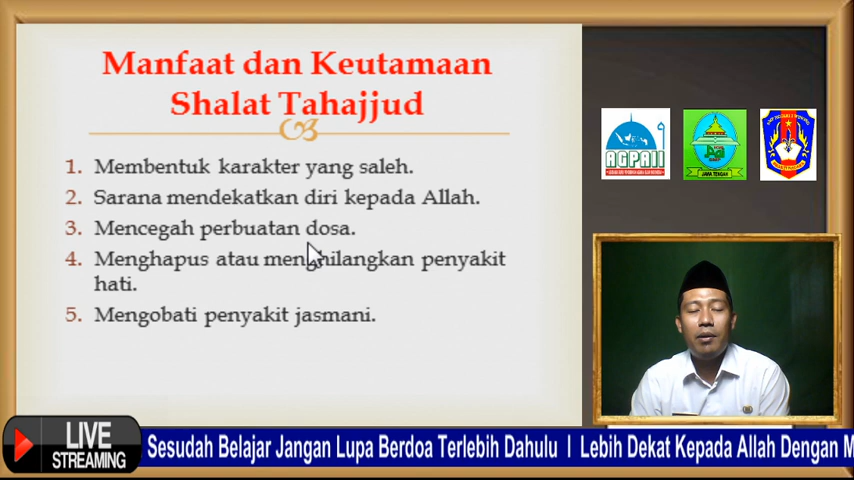 Manfaat dan Keutamaan
Shalat Tahajjud
1. Membentuk karakter yang saleh.
2. Sarana mendekatkan diri kepada Allah.
3. Mencegah perbuatan dosa.
4. Menghapus atau menghilangkan penyakit
hati.
5. Mengobati penyakit jasmani.
AGPAII
JAWA TENGAH
LIVE
STREAMING
Sesudah Belajar Jangan Lupa Berdoa Terlebih Dahulu I Lebih Dekat Kepada Allah Dengan M